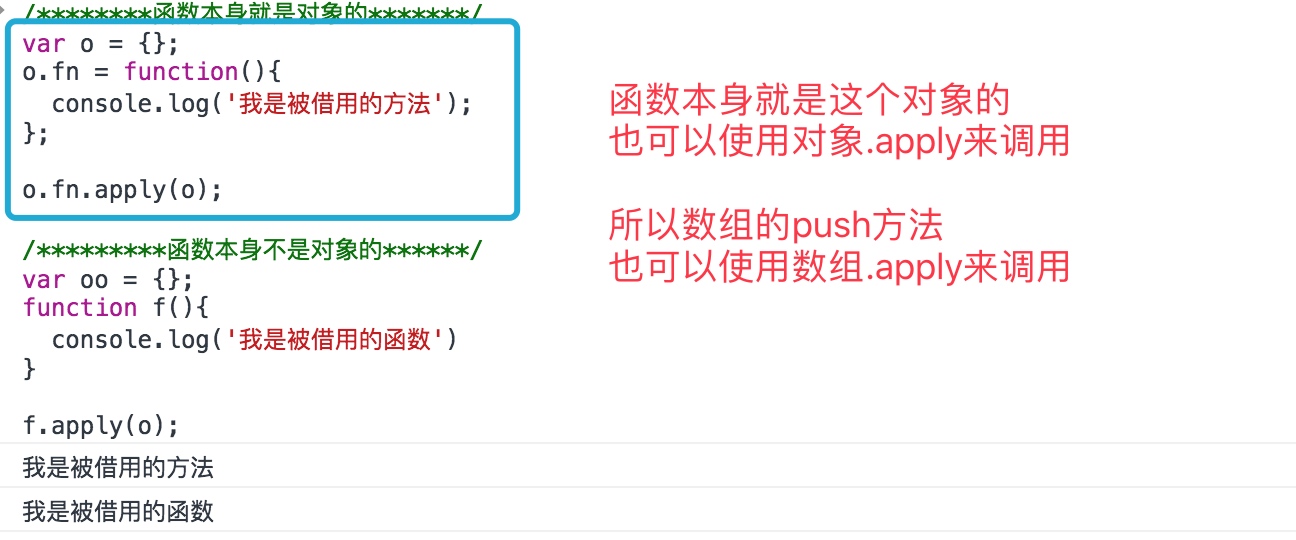 /********函数本身就是对象的*******/
var o = {};
o.fn = function(){
  console.log('我是被借用的方法');
};
o.fn.apply(o);
函数本身就是这个对象的
也可以使用对象.apply来调用
所以数组的push方法
也可以使用数组.apply来调用
/*********函数本身不是对象的******/
var oo = {};
function f(){
  console.log('我是被借用的函数')
}
f.apply(o);
我是被借用的方法
我是被借用的函数